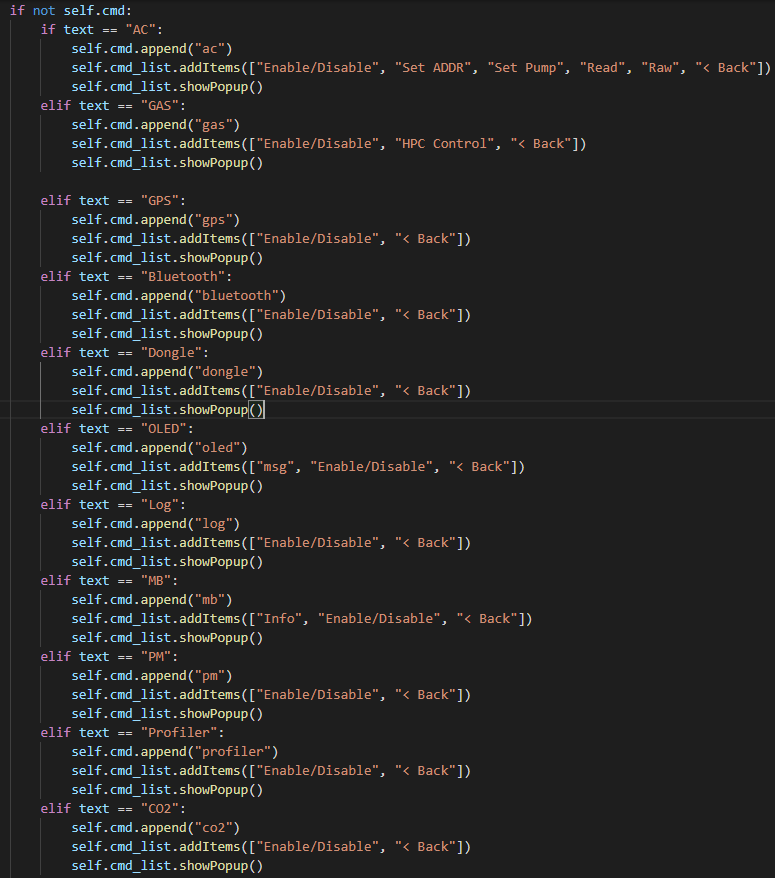 if not self.cmd:
    if text == "AC":
        self.cmd.append("ac")
        self.cmd_list.addItems(["Enable/Disable", "Set ADDR", "Set Pump", "Read", "Raw", "< Back"])
        self.cmd_list.showPopup()
    elif text == "GAS":
        self.cmd.append("gas")
        self.cmd_list.addItems(["Enable/Disable", "HPC Control", "< Back"])
        self.cmd_list.showPopup()

    elif text == "GPS":
        self.cmd.append("gps")
        self.cmd_list.addItems(["Enable/Disable", "< Back"])
        self.cmd_list.showPopup()
    elif text == "Bluetooth":
        self.cmd.append("bluetooth")
        self.cmd_list.addItems(["Enable/Disable", "< Back"])
        self.cmd_list.showPopup()
    elif text == "Dongle":
        self.cmd.append("dongle")
        self.cmd_list.addItems(["Enable/Disable", "< Back"])
        self.cmd_list.showPopup()
    elif text == "OLED":
        self.cmd.append("oled")
        self.cmd_list.addItems(["msg", "Enable/Disable", "< Back"])
        self.cmd_list.showPopup()
    elif text == "Log":
        self.cmd.append("log")
        self.cmd_list.addItems(["Enable/Disable", "< Back"])
        self.cmd_list.showPopup()
    elif text == "MB":
        self.cmd.append("mb")
        self.cmd_list.addItems(["Info", "Enable/Disable", "< Back"])
        self.cmd_list.showPopup()
    elif text == "PM":
        self.cmd.append("pm")
        self.cmd_list.addItems(["Enable/Disable", "< Back"])
        self.cmd_list.showPopup()
    elif text == "Profiler":
        self.cmd.append("profiler")
        self.cmd_list.addItems(["Enable/Disable", "< Back"])
        self.cmd_list.showPopup()
    elif text == "CO2":
        self.cmd.append("co2")
        self.cmd_list.addItems(["Enable/Disable", "< Back"])
        self.cmd_list.showPopup()